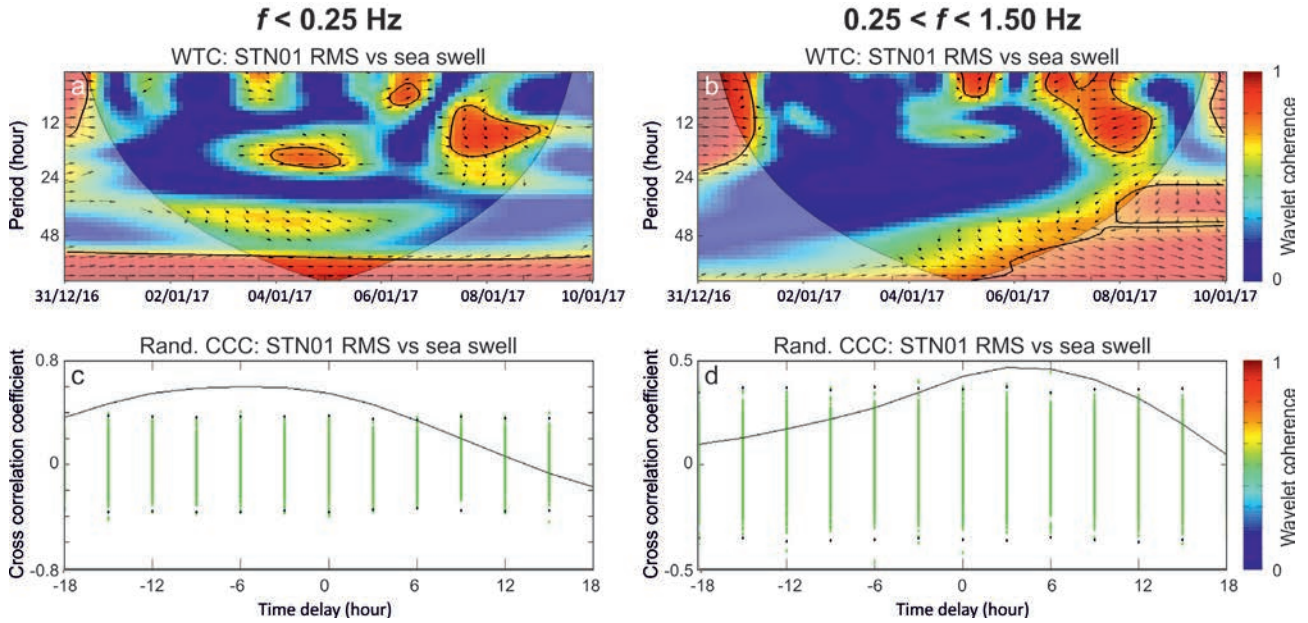 f < 0.25 Hz
0.25 < f < 1.50 Hz
WTC: STN01 RMS vs sea swell
WTC: STN01 RMS vs sea swell
a
b
Period (hour)
12
24
48
31/12/16 02/01/17 04/01/17 06/01/17 08/01/17 10/01/17
Period (hour)
12
24
48
31/12/16 02/01/17 04/01/17 06/01/17 08/01/17 10/01/17
1
0
Wavelet coherence
Rand. CCC: STN01 RMS vs sea swell
Rand. CCC: STN01 RMS vs sea swell
c
d
Cross correlation coefficient
0.8
0
-0.8
-18 -12 -6 0 6 12 18
Time delay (hour)
Cross correlation coefficient
0.5
0
-0.5
-18 -12 -6 0 6 12 18
Time delay (hour)
1
0
Wavelet coherence